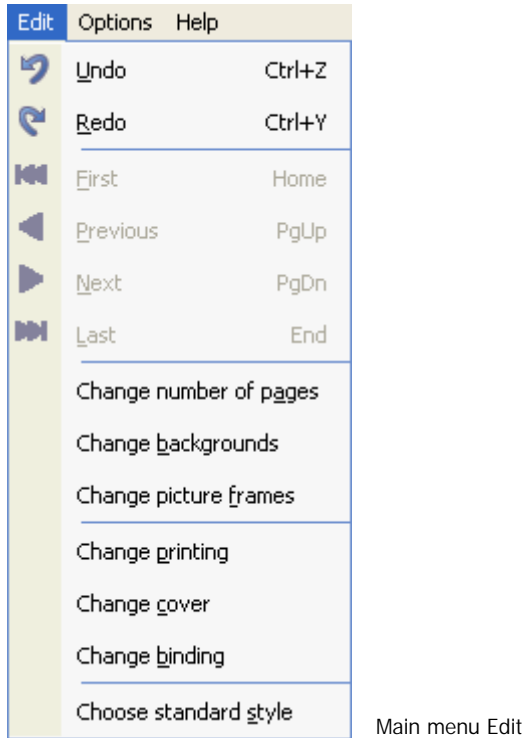 Edit Options Help
Undo Ctrl+Z
Redo Ctrl+Y
First Home
Previous PgUp
Next PgDn
Last End
Change number of pages
Change backgrounds
Change picture frames
Change printing
Change cover
Change binding
Choose standard style
Main menu Edit